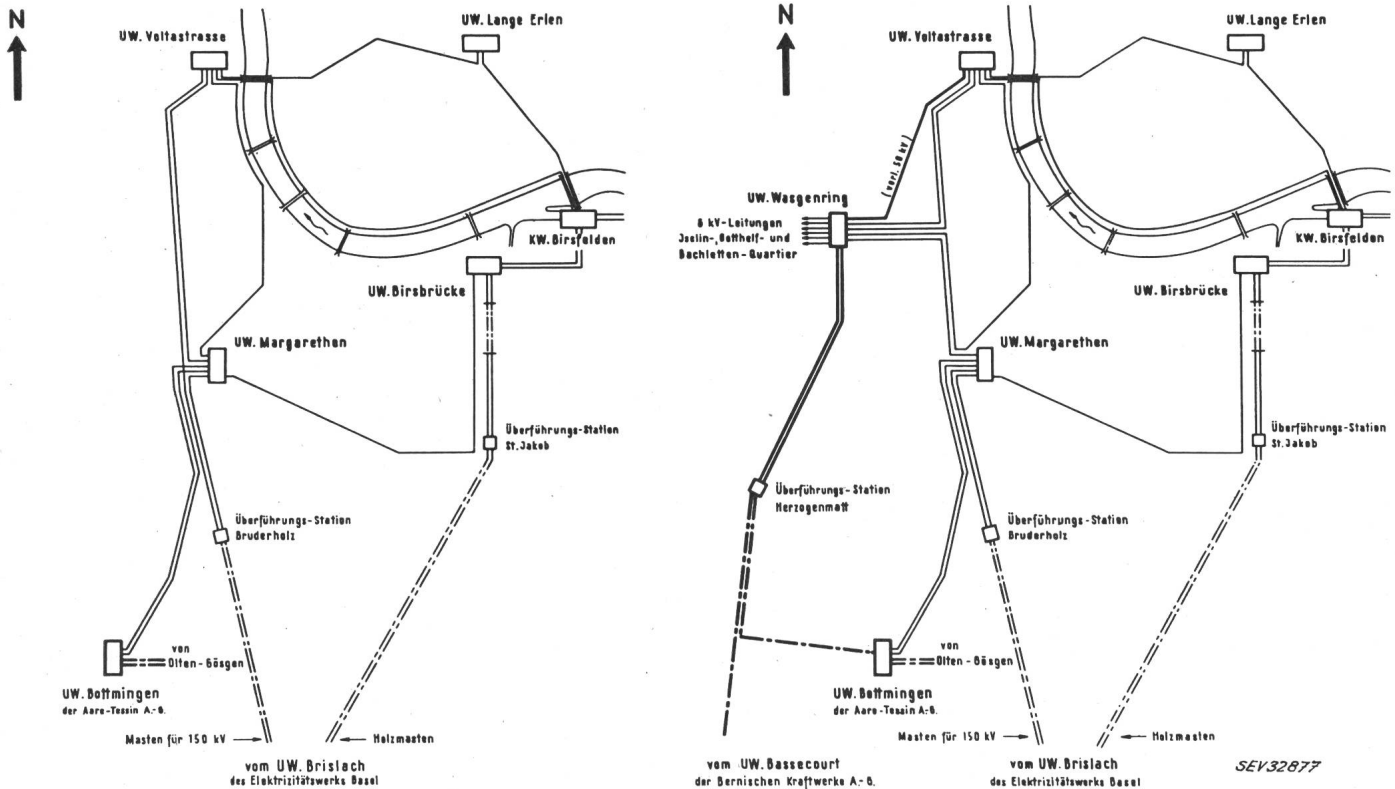 N
UW. Voltastrasse
UW. Lange Erlen
KW. Birsfelden
UW. Birsbrücke
UW. Margarethen
Überführungs-Station
St. Jakob
Überführungs-Station
Bruderholz
von
Olten-Gösgen
UW. Bottmingen
der Aare-Tessin A.-G.
Masten für 150 kV
Holzmasten
vom UW. Brislach
des Elektrizitätswerks Basel
N
UW. Voltastrasse
UW. Lange Erlen
(vorl. 50 kV)
UW. Wasgenring
6 kV-Leitungen
Iselin-, Gotthelf- und
Bachletten-Quartier
KW. Birsfelden
UW. Birsbrücke
UW. Margarethen
Überführungs-Station
St. Jakob
Überführungs-Station
Herzogenmatt
Überführungs-Station
Bruderholz
von
Olten-Gösgen
UW. Bottmingen
der Aare-Tessin A.-G.
Masten für 150 kV
Holzmasten
vom UW. Bassecourt
der Bernischen Kraftwerke A.-G.
vom UW. Brislach
des Elektrizitätswerks Basel
SEV32877